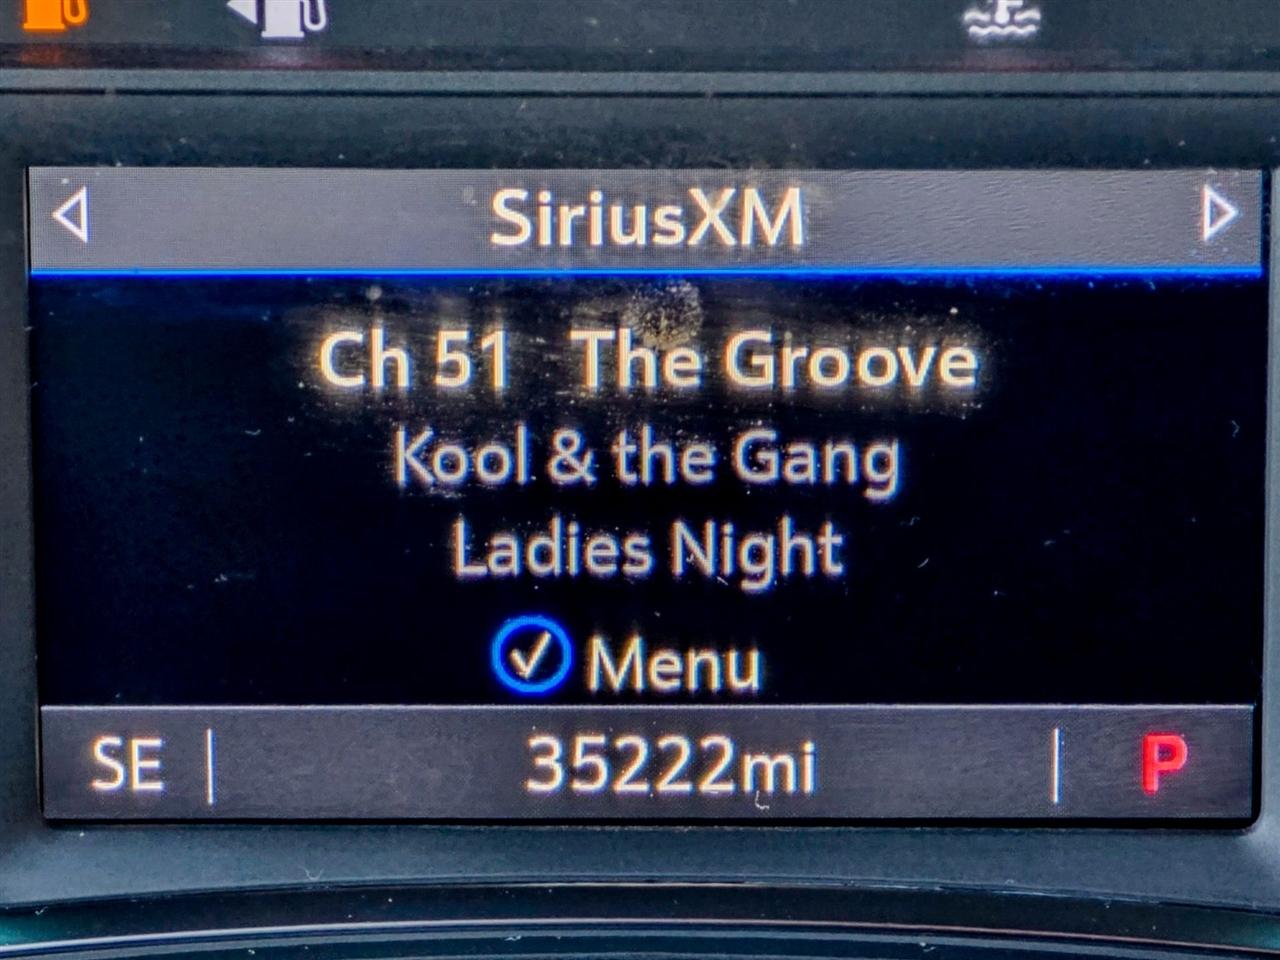 SiriusXM
Ch 51 The Groove
Kool & the Gang
Ladies Night
Menu
SE 35222mi P